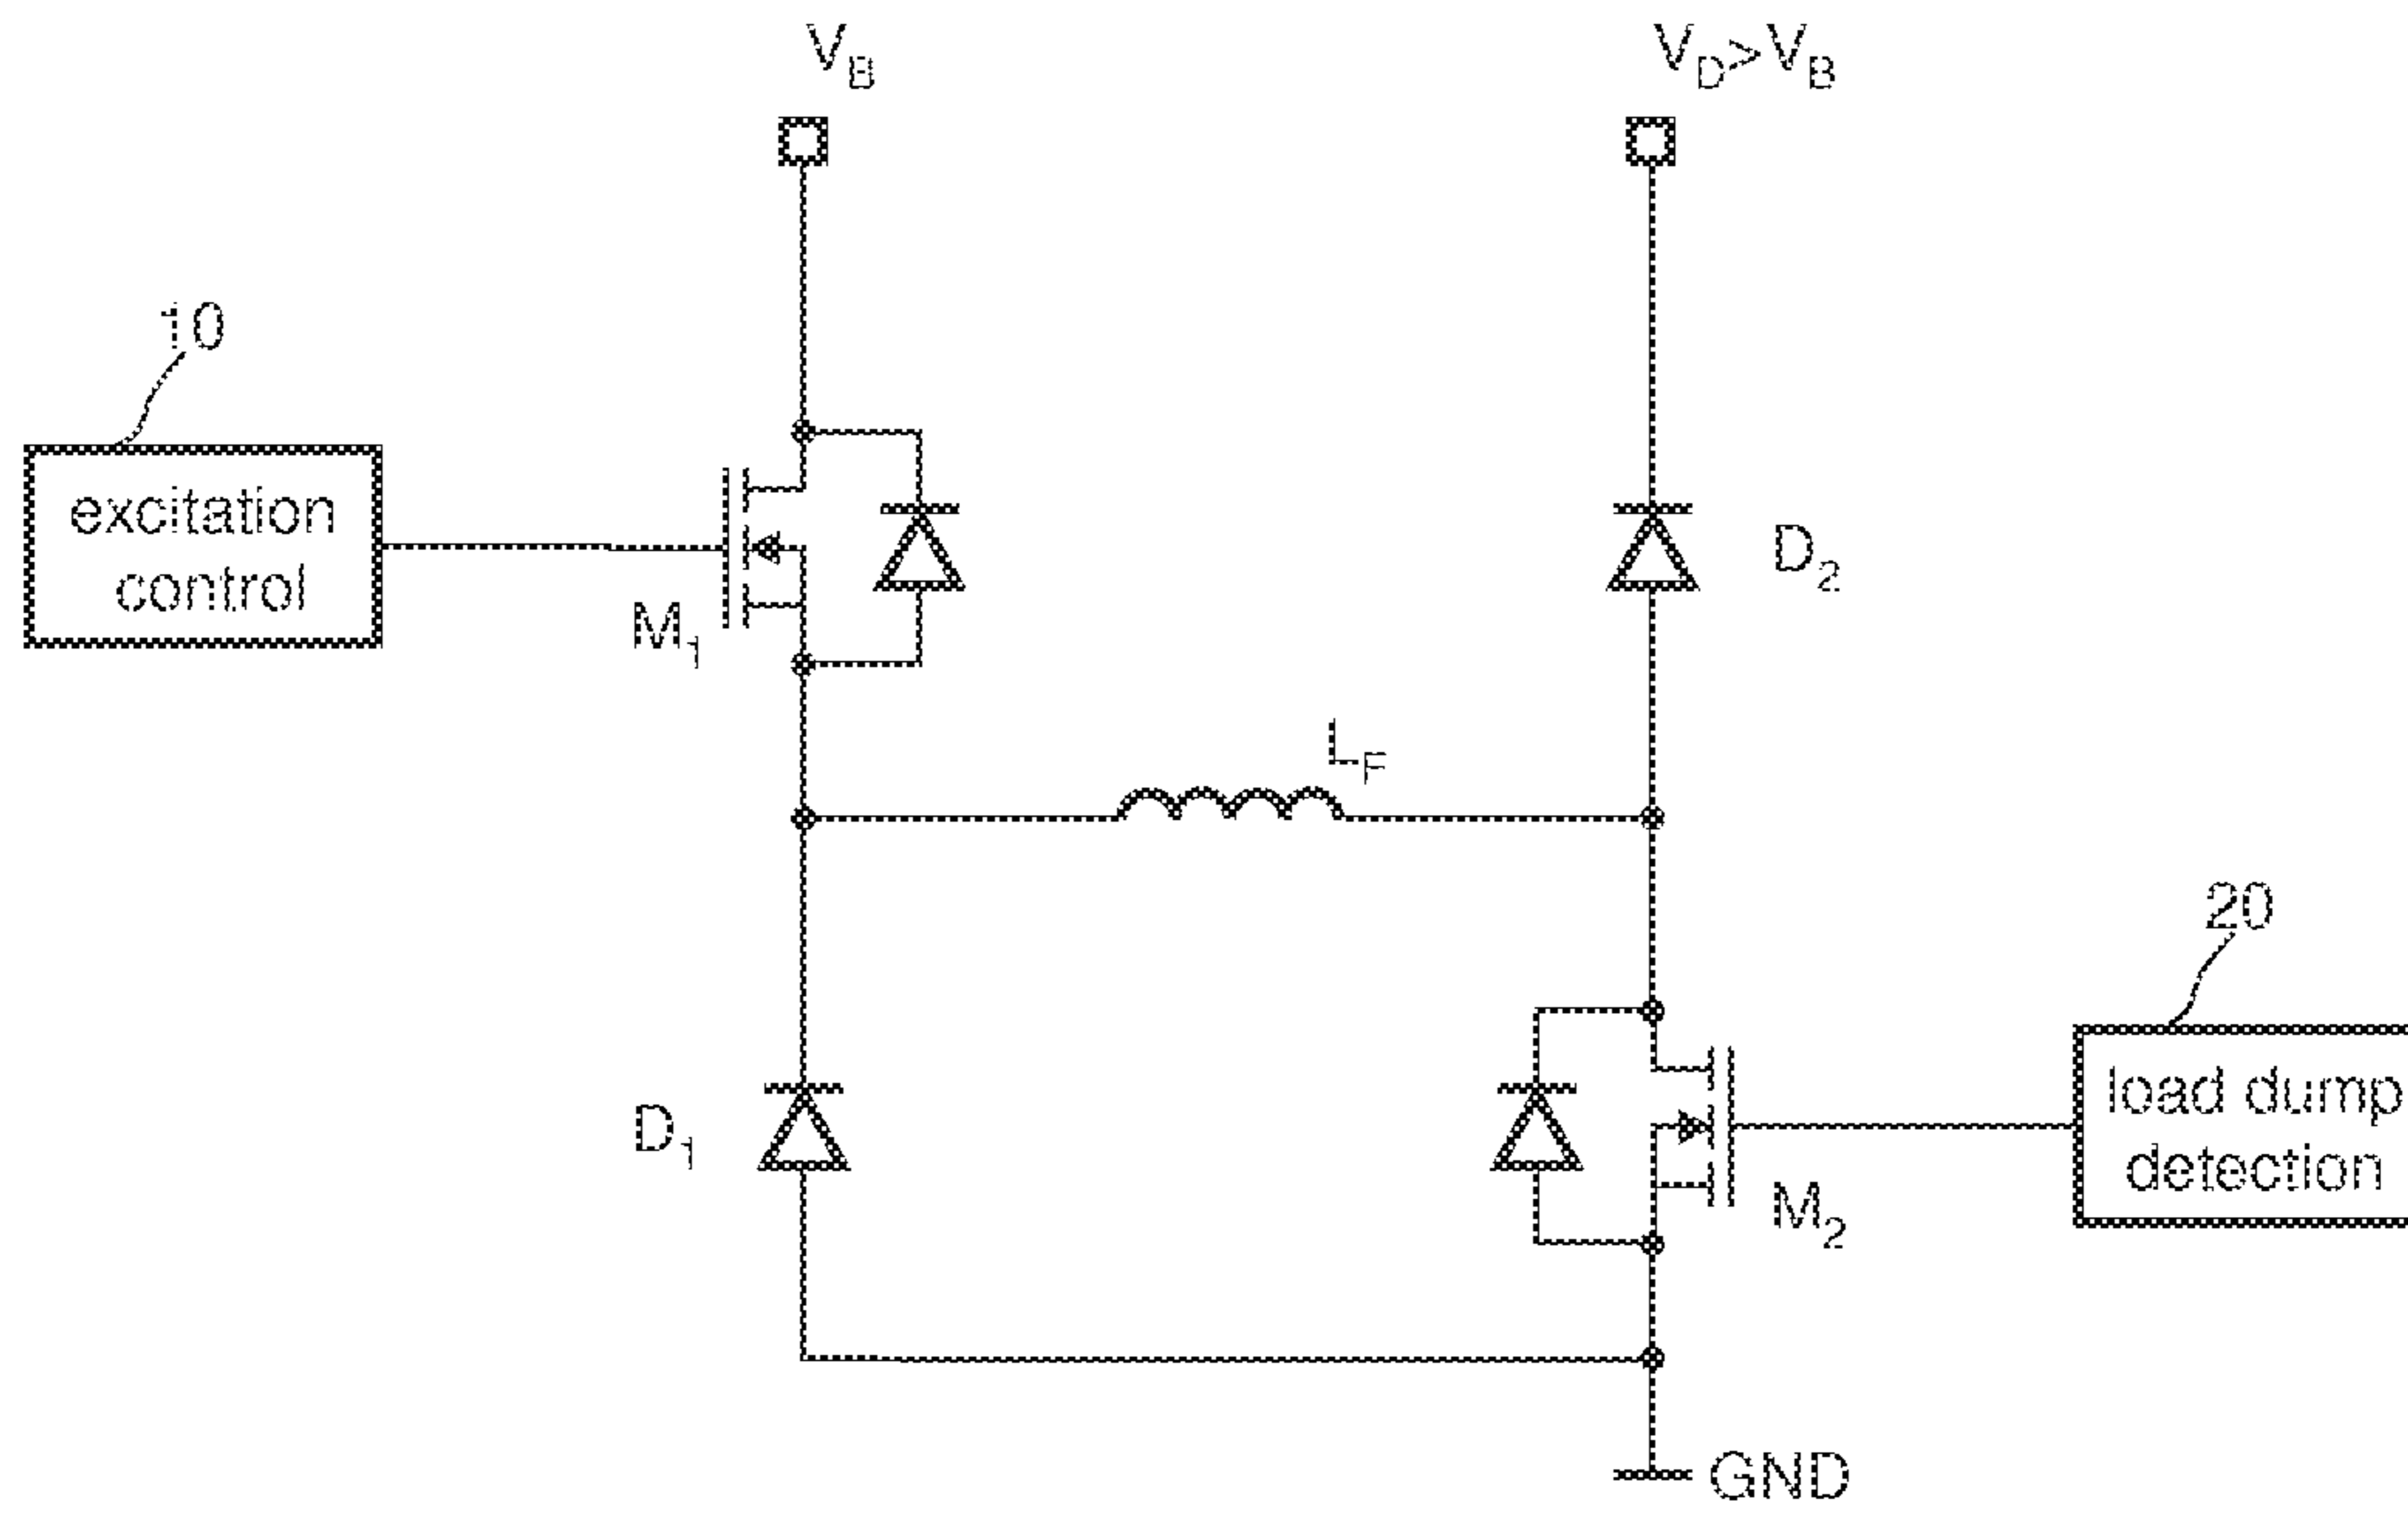 V_B
V_D>V_B
10
excitation
control
M_1
D_2
L_F
20
load dump
detection
D_1
M_2
GND